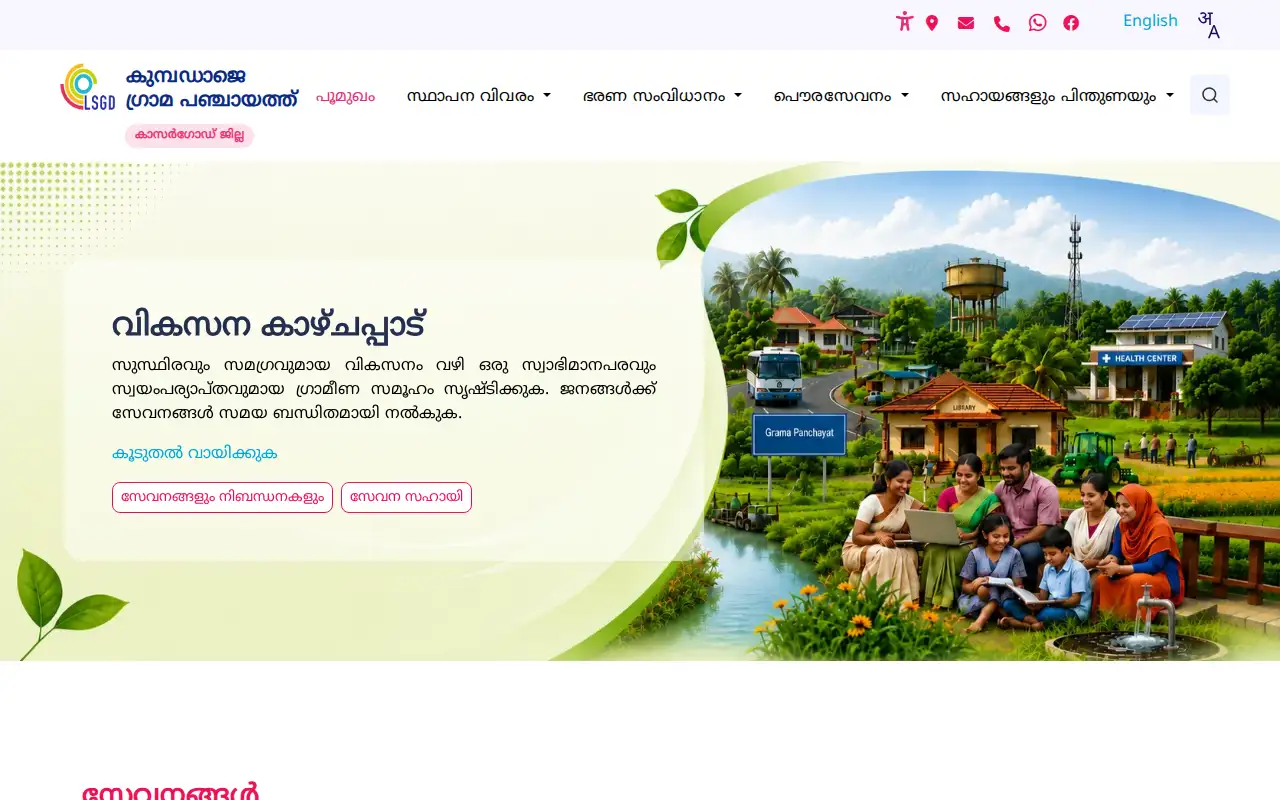 English
अ
A
LSGD
കുമ്പഡാജെ
ഗ്രാമ പഞ്ചായത്ത്
കാസർഗോഡ് ജില്ല
പൂമുഖം
സ്ഥാപന വിവരം
ഭരണ സംവിധാനം
പൌരസേവനം
സഹായങ്ങളും പിന്തുണയും
വികസന കാഴ്ചപ്പാട്
സുസ്ഥിരവും സമഗ്രവുമായ വികസനം വഴി ഒരു സ്വാഭിമാനപരവും
സ്വയംപര്യാപ്തവുമായ ഗ്രാമീണ സമൂഹം സൃഷ്ടിക്കുക. ജനങ്ങൾക്ക്
സേവനങ്ങൾ സമയ ബന്ധിതമായി നൽകുക.
കൂടുതൽ വായിക്കുക
സേവനങ്ങളും നിബന്ധനകളും
സേവന സഹായി
HEALTH CENTER
LIBRARY
Grama Panchayat
സേവനങ്ങൾ